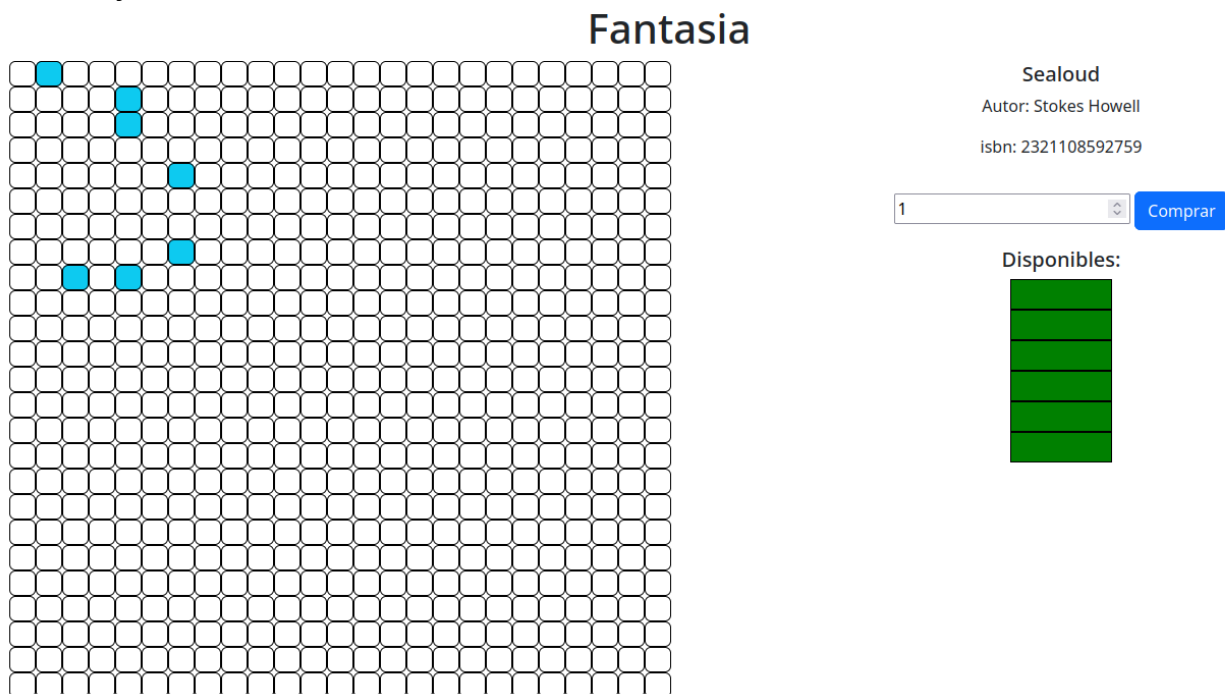 Fantasia
Sealoud
Autor: Stokes Howell
isbn: 2321108592759
1
Comprar
Disponibles: